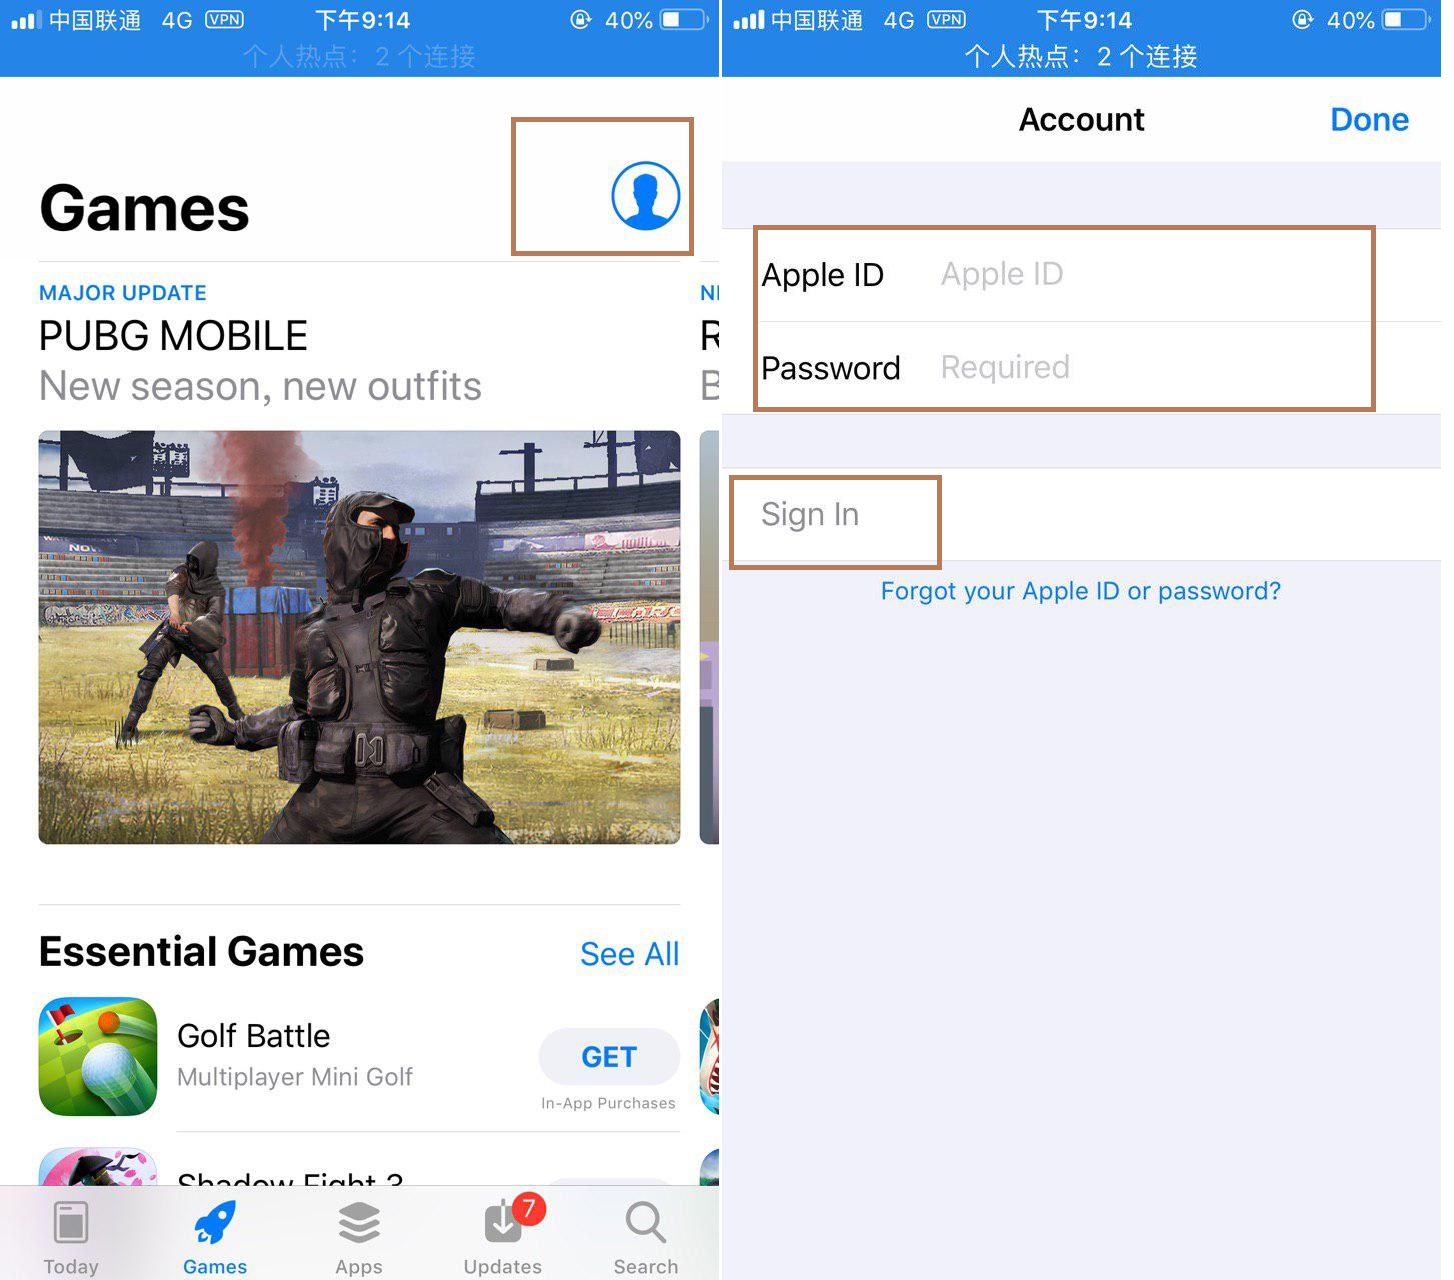 中国联通 4G VPN 下午9:14 40%
个人热点：2 个连接
Games
MAJOR UPDATE
PUBG MOBILE
New season, new outfits
Essential Games
See All
Golf Battle
Multiplayer Mini Golf
GET
In-App Purchases
Shadow Fight 3
Today
Games
Apps
7
Updates
Search
中国联通 4G VPN 下午9:14 40%
个人热点：2 个连接
Account
Done
Apple ID Apple ID
Password Required
Sign In
Forgot your Apple ID or password?